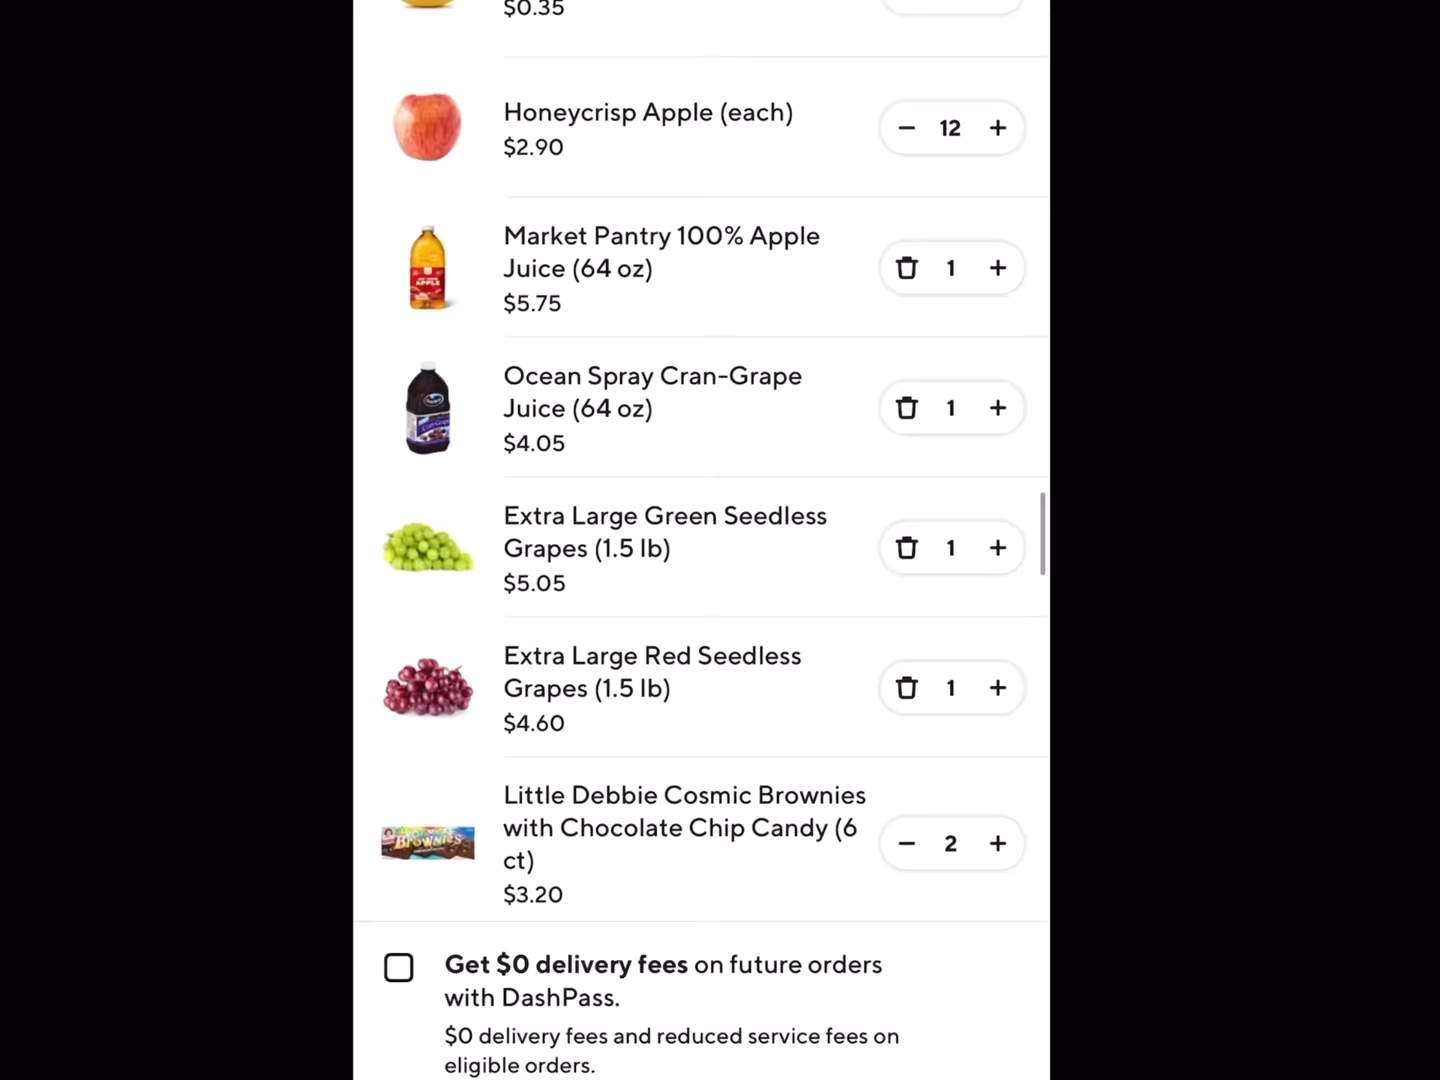 $0.35
Honeycrisp Apple (each)
$2.90
12
Market Pantry 100% Apple
Juice (64 oz)
$5.75
1
Ocean Spray Cran-Grape
Juice (64 oz)
$4.05
1
Extra Large Green Seedless
Grapes (1.5 lb)
$5.05
1
Extra Large Red Seedless
Grapes (1.5 lb)
$4.60
1
Little Debbie Cosmic Brownies
with Chocolate Chip Candy (6
ct)
$3.20
2
Get $0 delivery fees on future orders
with DashPass.
$0 delivery fees and reduced service fees on
eligible orders.